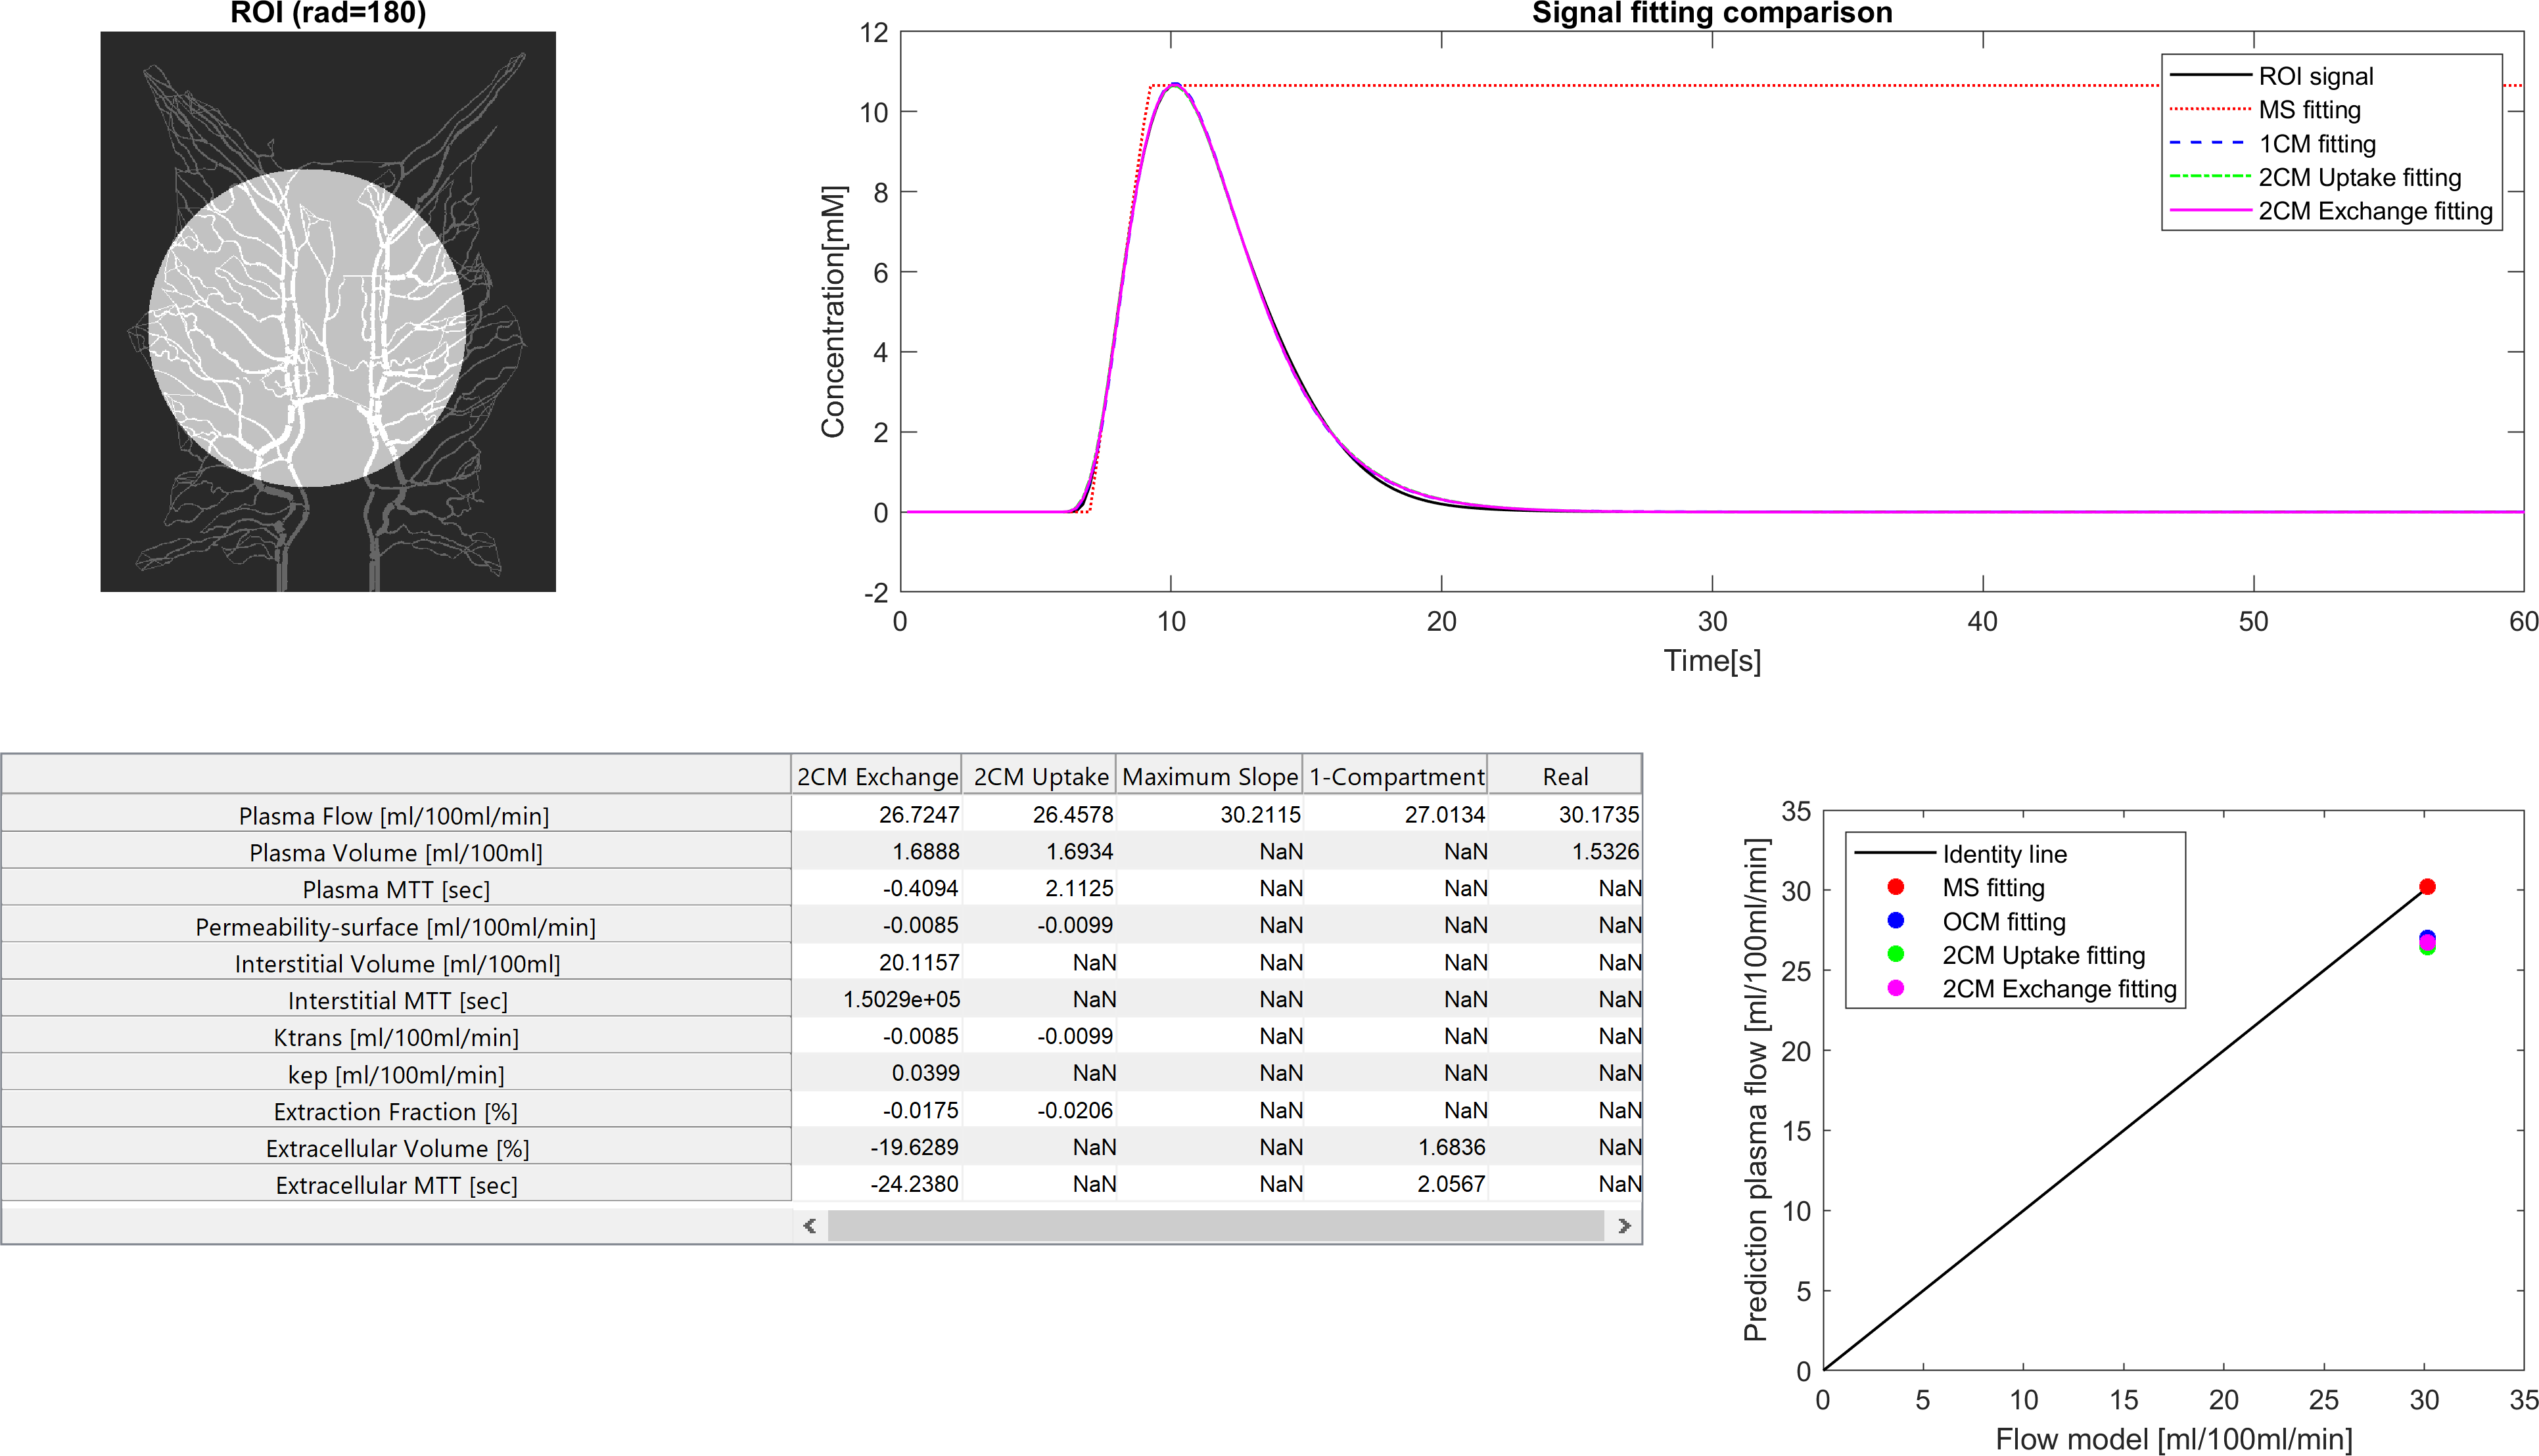 ROI (rad=180)
Signal fitting comparison
12
10
8
6
4
2
0
-2
Concentration[mM]
0 10 20 30 40 50 60
Time[s]
ROI signal
MS fitting
1CM fitting
2CM Uptake fitting
2CM Exchange fitting
2CM Exchange 2CM Uptake Maximum Slope 1-Compartment Real
Plasma Flow [ml/100ml/min] 26.7247 26.4578 30.2115 27.0134 30.1735
Plasma Volume [ml/100ml] 1.6888 1.6934 NaN NaN 1.5326
Plasma MTT [sec] -0.4094 2.1125 NaN NaN NaN
Permeability-surface [ml/100ml/min] -0.0085 -0.0099 NaN NaN NaN
Interstitial Volume [ml/100ml] 20.1157 NaN NaN NaN NaN
Interstitial MTT [sec] 1.5029e+05 NaN NaN NaN NaN
Ktrans [ml/100ml/min] -0.0085 -0.0099 NaN NaN NaN
kep [ml/100ml/min] 0.0399 NaN NaN NaN NaN
Extraction Fraction [%] -0.0175 -0.0206 NaN NaN NaN
Extracellular Volume [%] -19.6289 NaN NaN 1.6836 NaN
Extracellular MTT [sec] -24.2380 NaN NaN 2.0567 NaN
35
30
25
20
15
10
5
0
Prediction plasma flow [ml/100ml/min]
Identity line
MS fitting
OCM fitting
2CM Uptake fitting
2CM Exchange fitting
0 5 10 15 20 25 30 35
Flow model [ml/100ml/min]